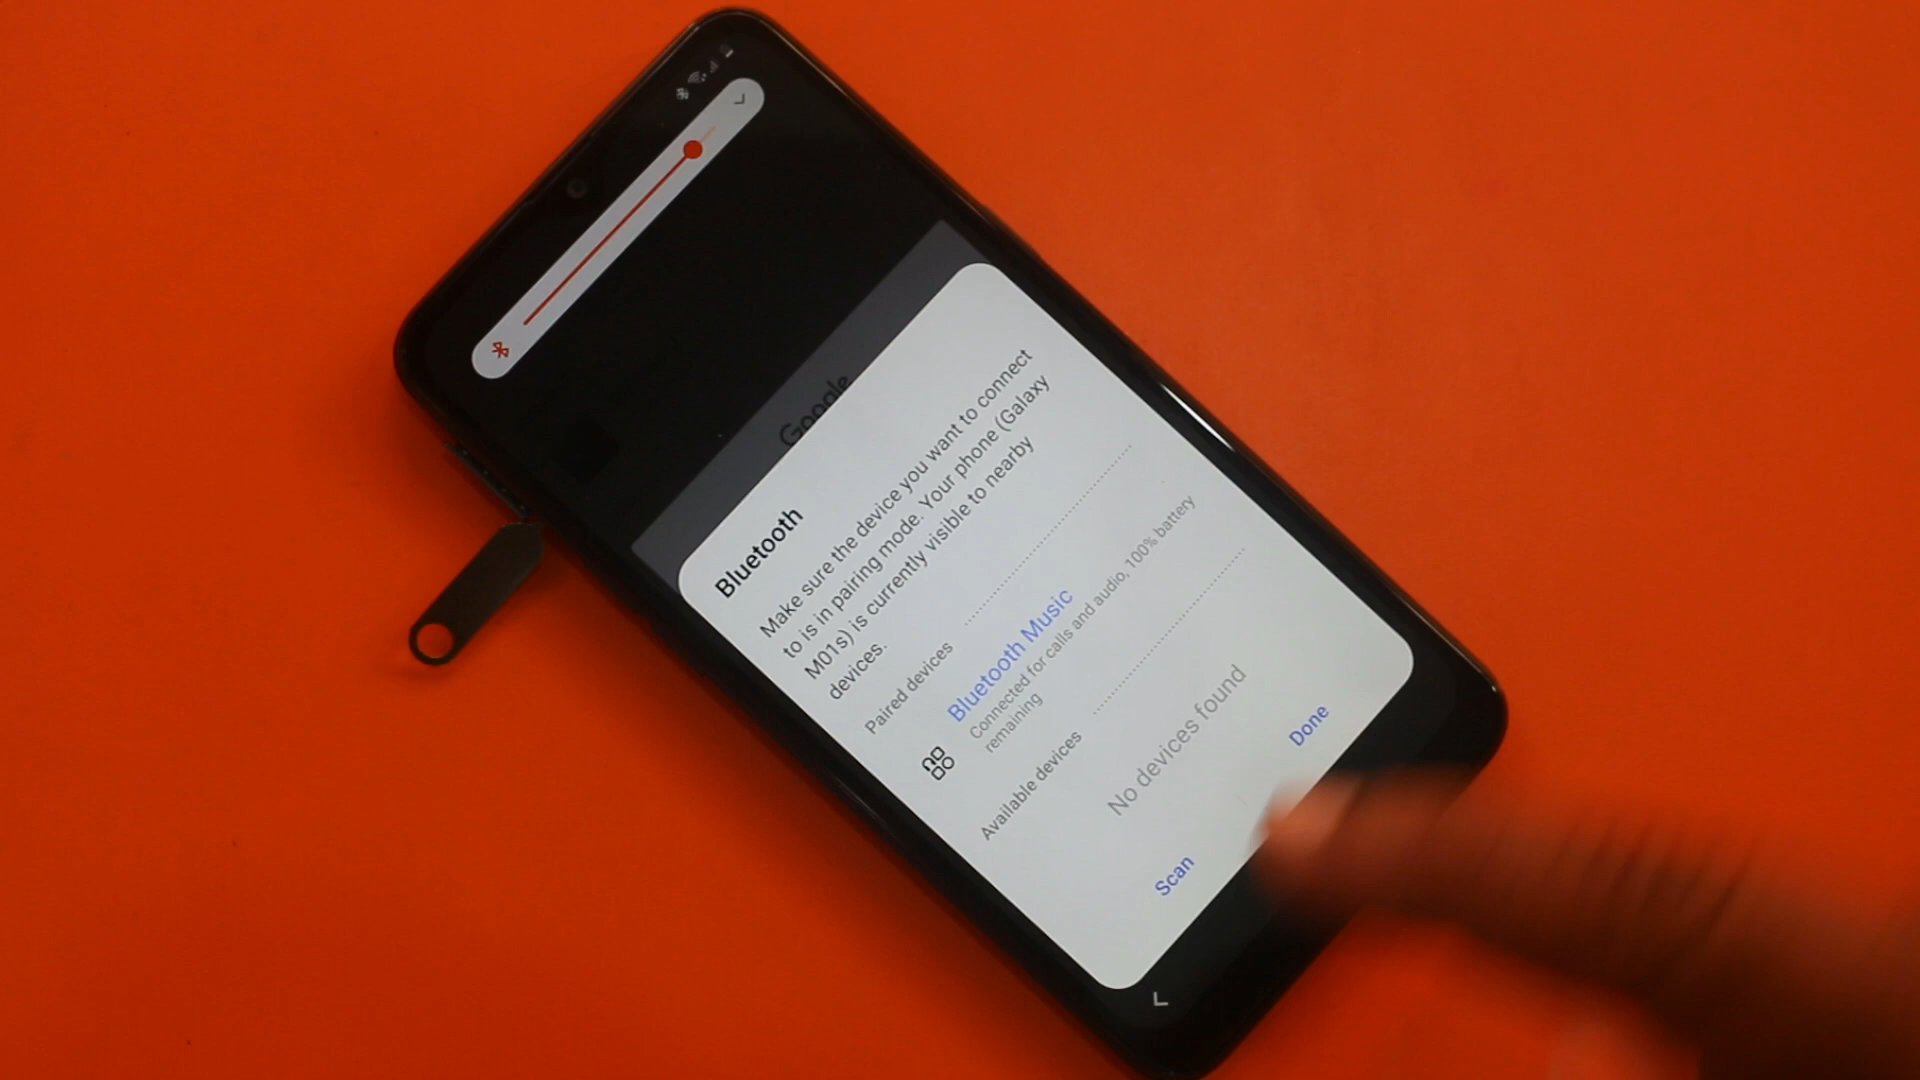 Google
Bluetooth
Make sure the device you want to connect
to is in pairing mode. Your phone (Galaxy
M01s) is currently visible to nearby
devices.
Paired devices
Bluetooth Music
Connected for calls and audio, 100% battery
remaining
Available devices
No devices found
Scan
Done